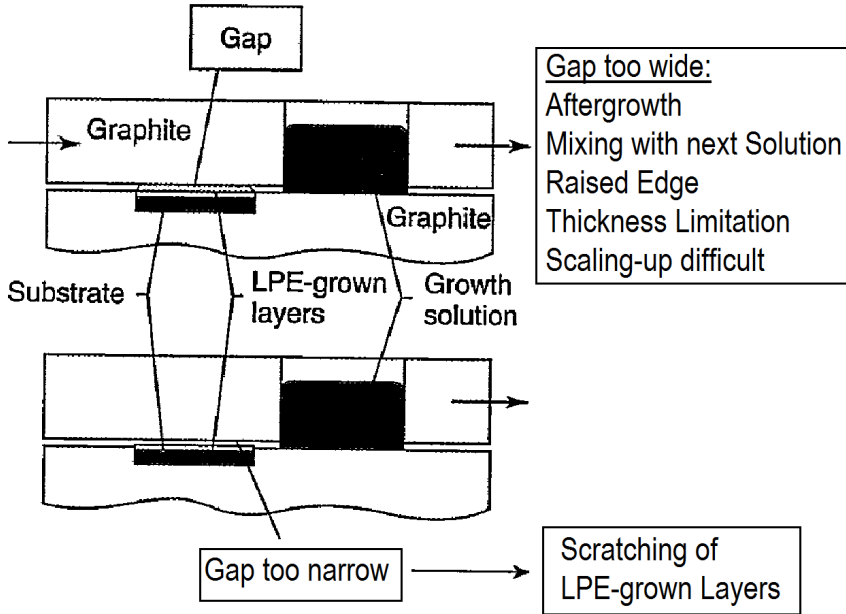 Gap
Gap too wide:
Aftergrowth
Mixing with next Solution
Raised Edge
Thickness Limitation
Scaling-up difficult
Graphite
Graphite
Substrate
LPE-grown
layers
Growth
solution
Gap too narrow
Scratching of
LPE-grown Layers